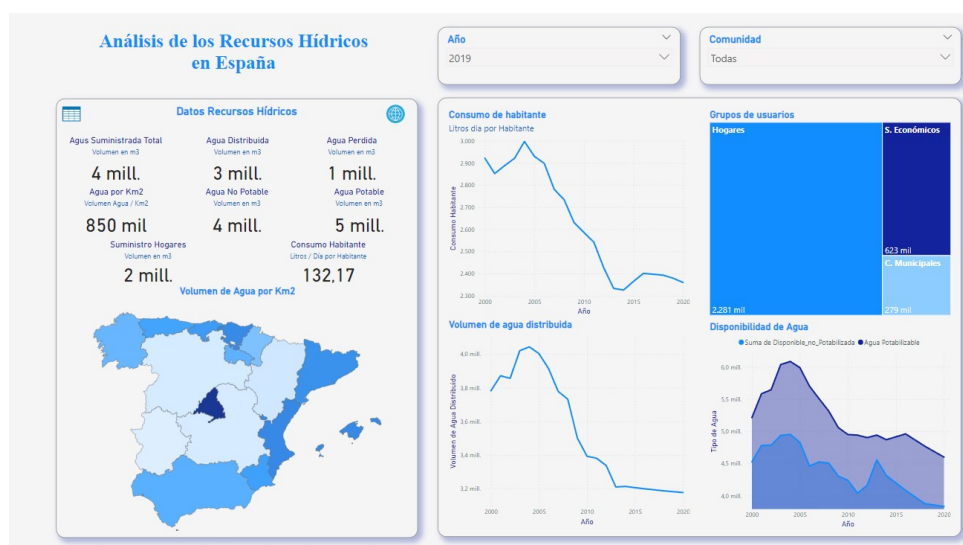 Análisis de los Recursos Hídricos
en España
Año
2019
Comunidad
Todas
Datos Recursos Hídricos
Agus Suministrada Total
Volumen en m3
4 mill.
Agua Distribuida
Volumen en m3
3 mill.
Agua Perdida
Volumen en m3
1 mill.
Agua por Km2
Volumen Agua / Km2
850 mil
Agua No Potable
Volumen en m3
4 mill.
Agua Potable
Volumen en m3
5 mill.
Suministro Hogares
Volumen en m3
2 mill.
Consumo Habitante
Litros / Día por Habitante
132,17
Volumen de Agua por Km2
Consumo de habitante
Litros día por Habitante
Consumo Habitante
3.000
2.900
2.800
2.700
2.600
2.500
2.400
2.300
2000
2005
2010
2015
2020
Año
Grupos de usuarios
Hogares
2.281 mil
S. Económicos
623 mil
C. Municipales
279 mil
Volumen de agua distribuida
Volumen de Agua Distribuido
4,0 mill.
3,8 mill.
3,6 mill.
3,4 mill.
3,2 mill.
2000
2005
2010
2015
2020
Año
Disponibilidad de Agua
Suma de Disponible_no_Potabilizada
Agua Potabilizable
Tipo de Agua
6,0 mill.
5,5 mill.
5,0 mill.
4,5 mill.
4,0 mill.
2000
2005
2010
2015
2020
Año